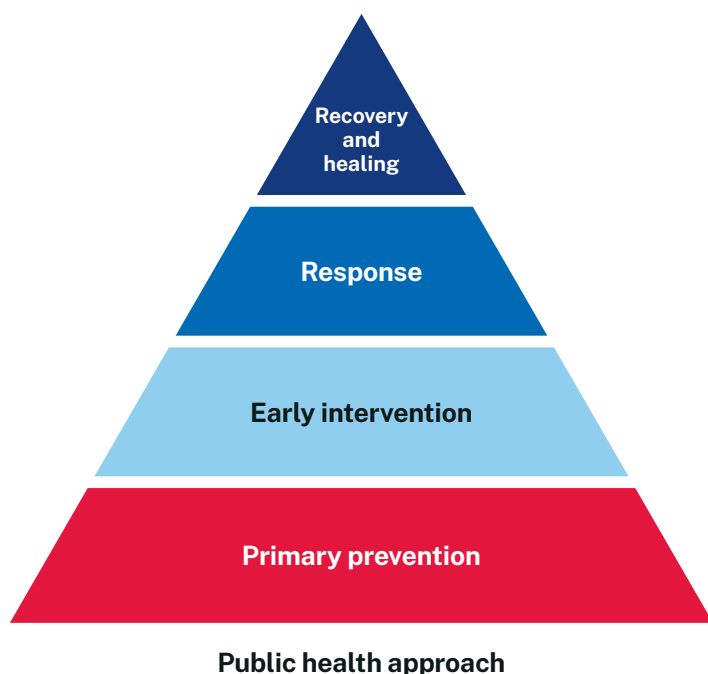 Recovery
and
healing
Response
Early intervention
Primary prevention
Public health approach